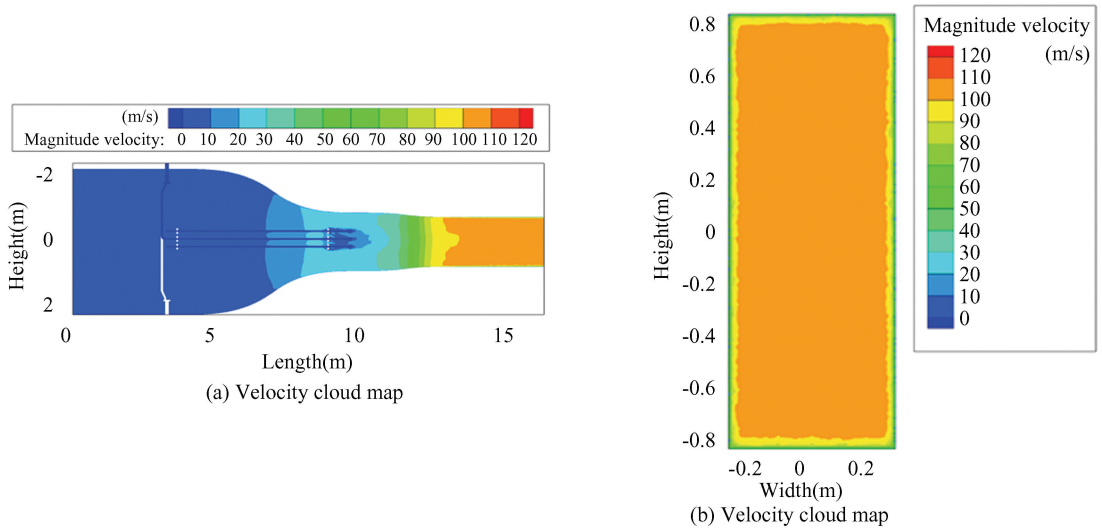 (m/s)
Magnitude velocity: 0 10 20 30 40 50 60 70 80 90 100 110 120
Height(m)
-2
0
2
0 5 10 15
Length(m)
(a) Velocity cloud map
Height(m)
0.8
0.6
0.4
0.2
0
-0.2
-0.4
-0.6
-0.8
-0.2 0 0.2
Width(m)
(b) Velocity cloud map
Magnitude velocity
(m/s)
120
110
100
90
80
70
60
50
40
30
20
10
0